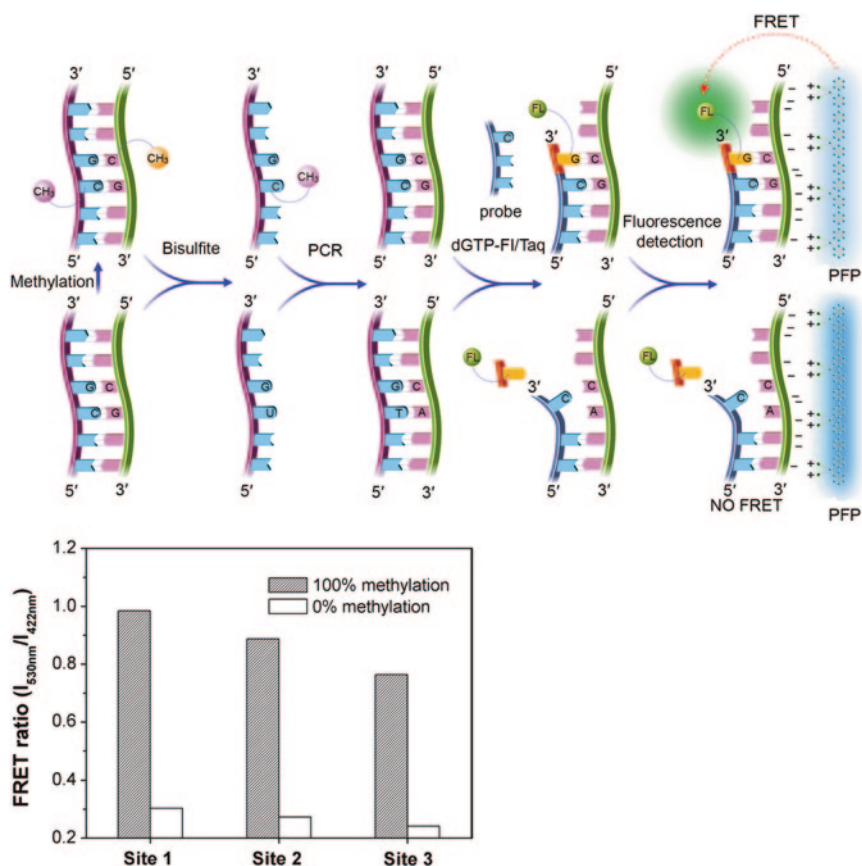 FRET
3′ 5′ 3′ 3′ 5′ 5′ 5′
FL FL
3′ 3′
CH₃ G C G G C C G C G C
CH₃ C G C CH₃ C G C G C G
probe
5′ 3′ 5′ 5′ 3′ 5′ 3′ 5′ 3′
Methylation Bisulfite PCR dGTP-Fl/Taq Fluorescence detection PFP
3′ 5′ 3′ 3′ 5′ 5′ 5′
FL FL
3′ 3′
G C G G C C C C C
C G U T A A A
5′ 3′ 5′ 5′ 3′ 5′ 3′ 5′ 3′
NO FRET PFP
1.2
1.0
0.8
0.6
0.4
0.2
FRET ratio (I530nm/I422nm)
100% methylation
0% methylation
Site 1 Site 2 Site 3